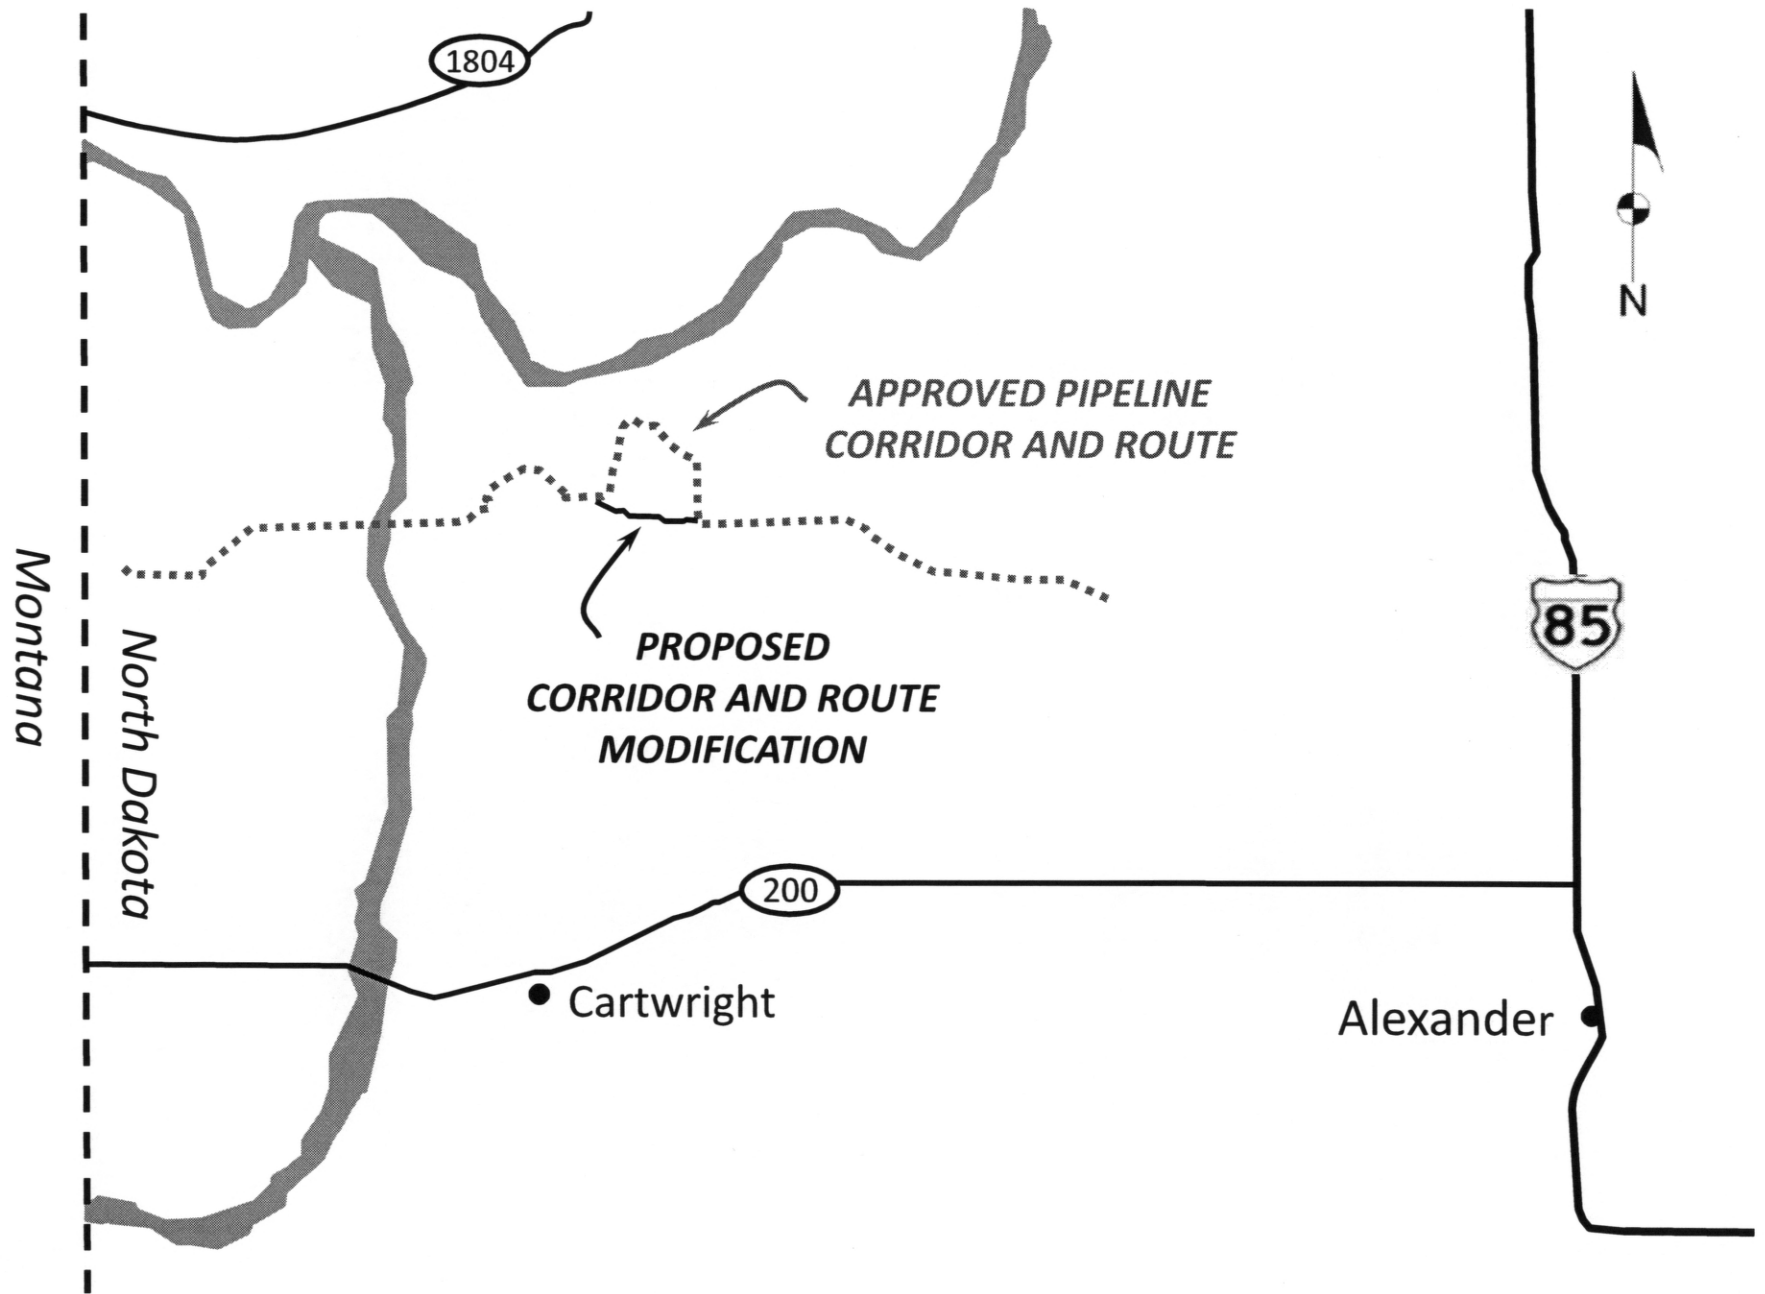 1804
N
APPROVED PIPELINE
CORRIDOR AND ROUTE
Montana
North Dakota
85
PROPOSED
CORRIDOR AND ROUTE
MODIFICATION
200
Cartwright
Alexander